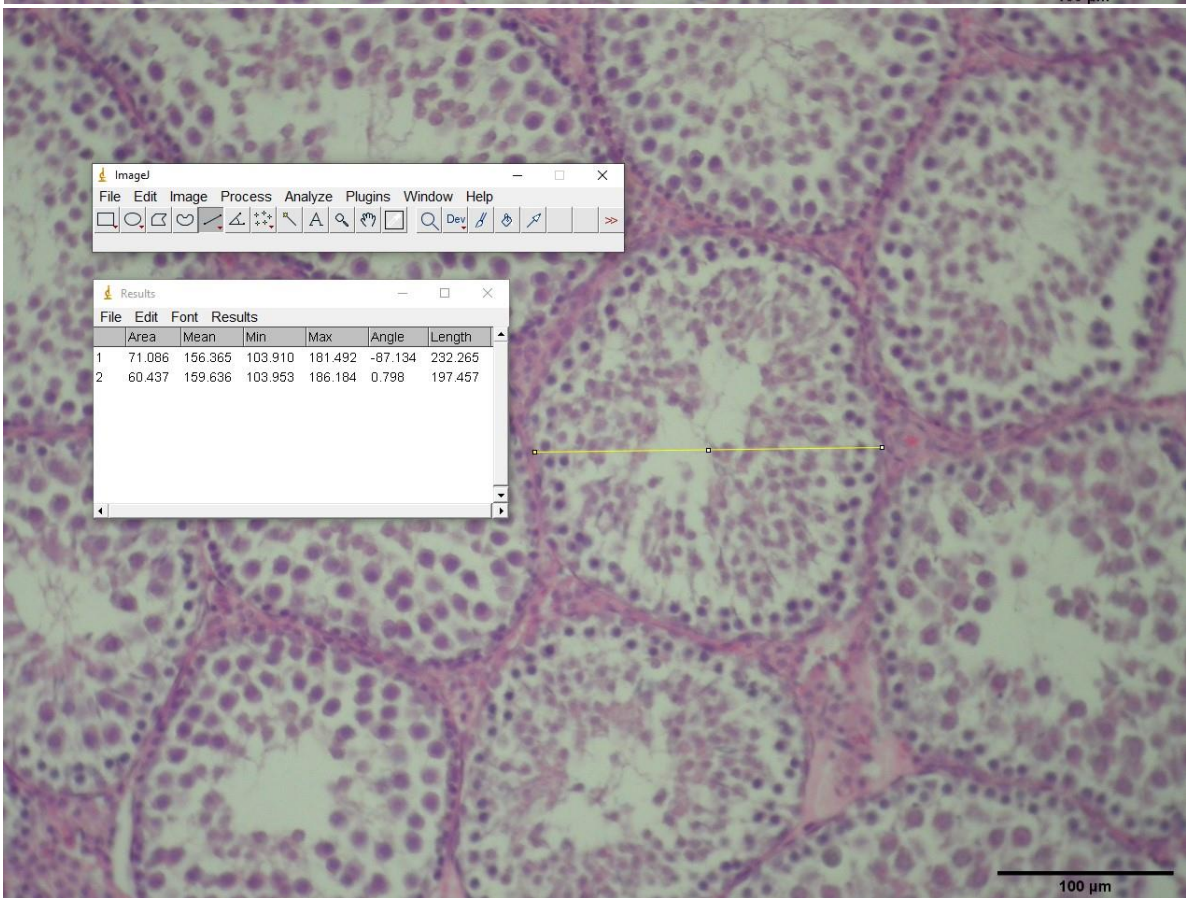 100 µm
ImageJ
File Edit Image Process Analyze Plugins Window Help
Dev
>>
Results
File Edit Font Results
Area Mean Min Max Angle Length
1 71.086 156.365 103.910 181.492 -87.134 232.265
2 60.437 159.636 103.953 186.184 0.798 197.457
100 µm